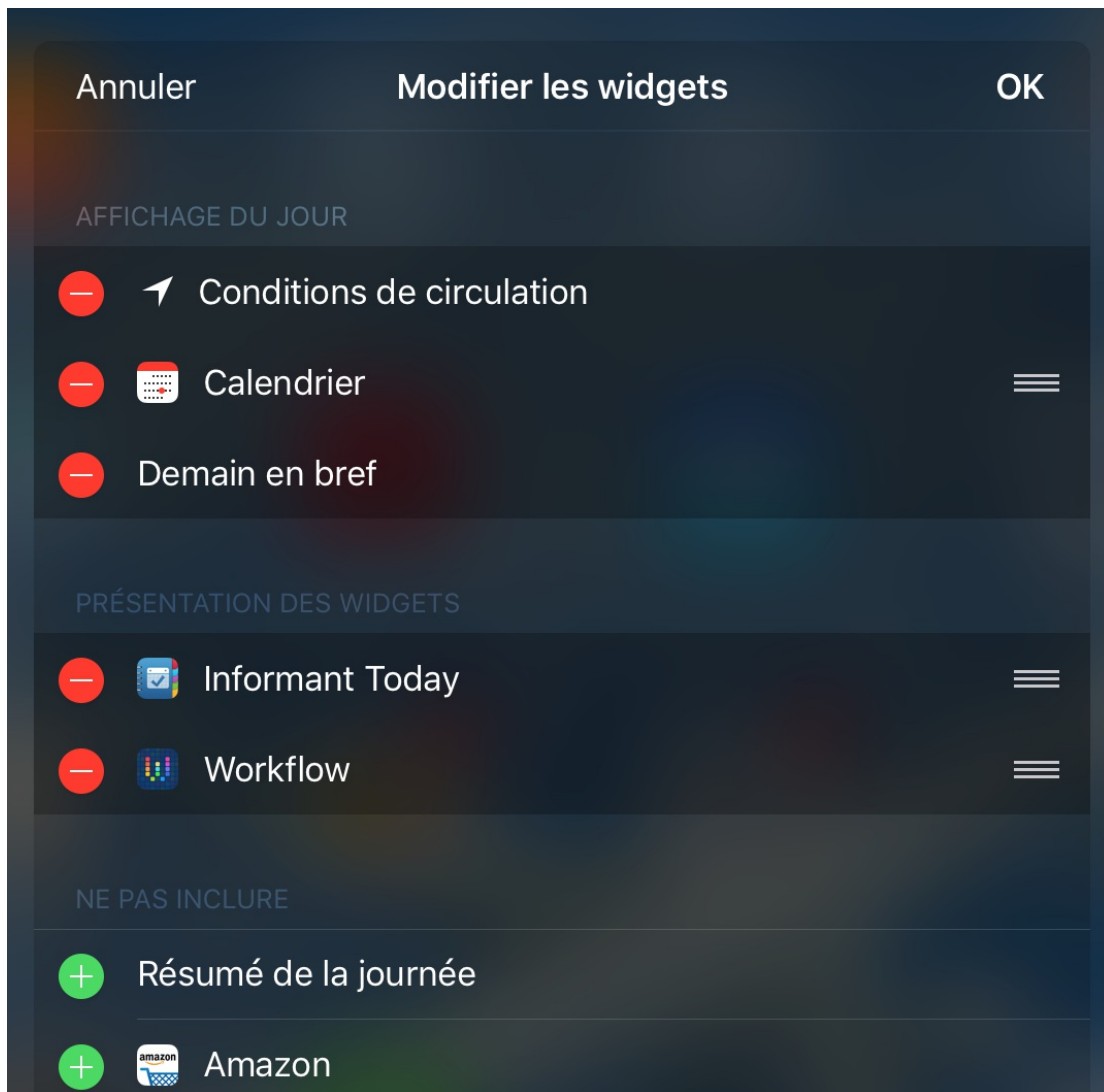 Annuler Modifier les widgets OK
AFFICHAGE DU JOUR
Conditions de circulation
Calendrier
Demain en bref
PRÉSENTATION DES WIDGETS
Informant Today
Workflow
NE PAS INCLURE
Résumé de la journée
amazon
Amazon